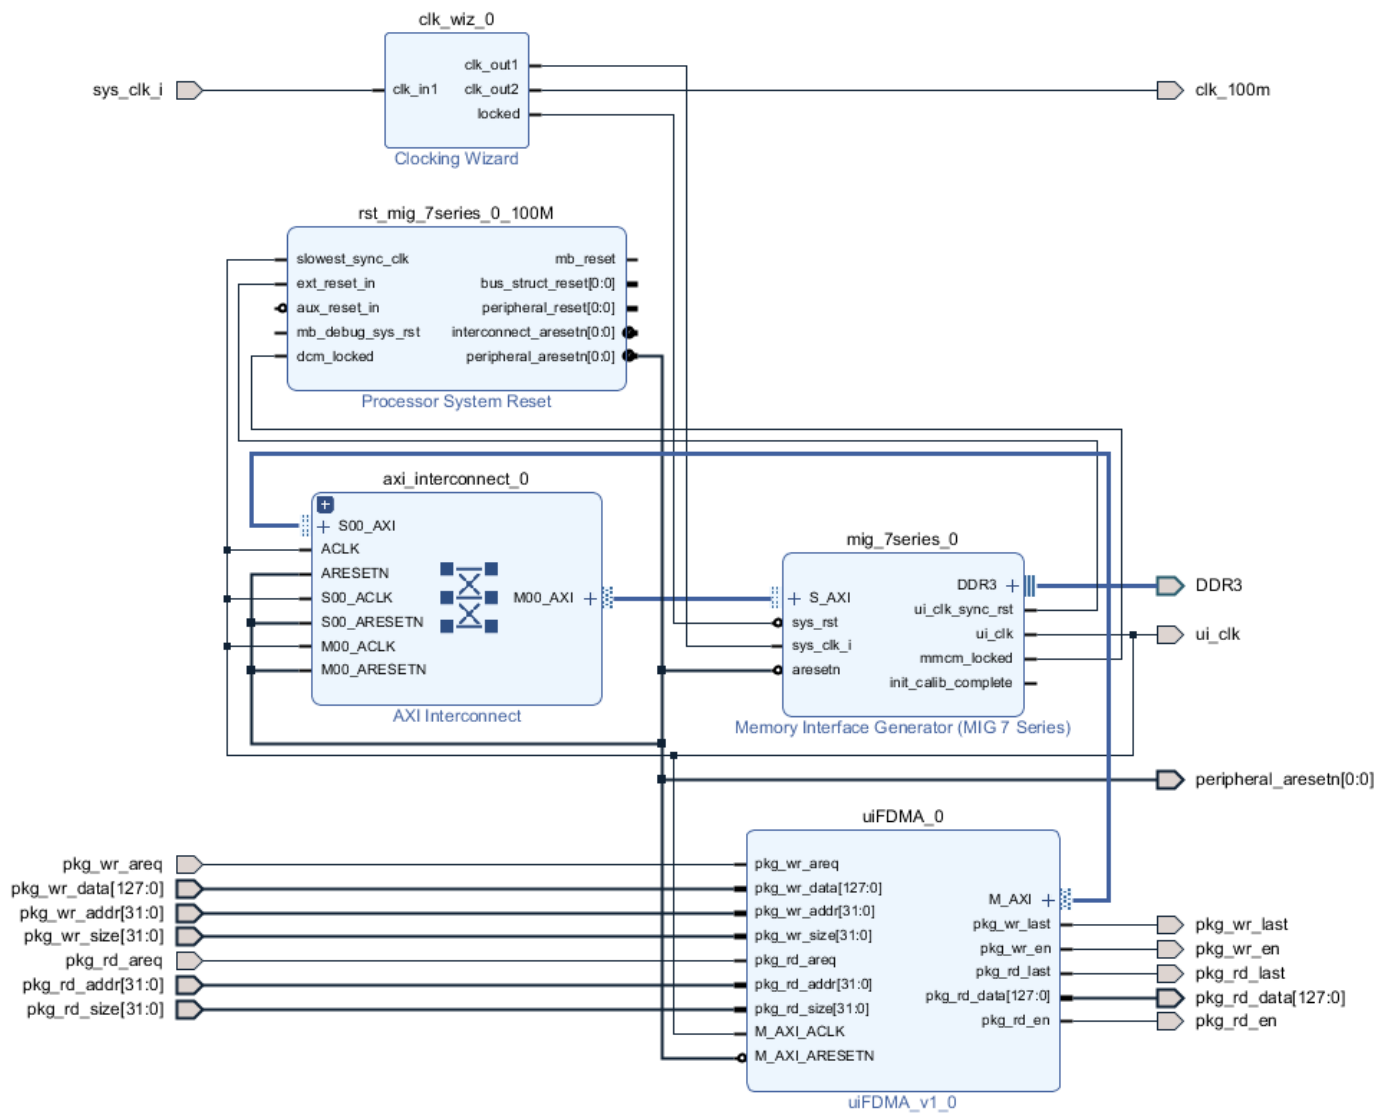 clk_wiz_0
clk_out1
sys_clk_i
clk_in1
clk_out2
clk_100m
locked
Clocking Wizard
rst_mig_7series_0_100M
slowest_sync_clk
mb_reset
ext_reset_in
bus_struct_reset[0:0]
aux_reset_in
peripheral_reset[0:0]
mb_debug_sys_rst
interconnect_aresetn[0:0]
dcm_locked
peripheral_aresetn[0:0]
Processor System Reset
axi_interconnect_0
S00_AXI
ACLK
ARESETN
S00_ACLK
M00_AXI
S00_ARESETN
M00_ACLK
M00_ARESETN
AXI Interconnect
mig_7series_0
DDR3
DDR3
S_AXI
ui_clk_sync_rst
sys_rst
ui_clk
ui_clk
sys_clk_i
mmcm_locked
aresetn
init_calib_complete
Memory Interface Generator (MIG 7 Series)
peripheral_aresetn[0:0]
uiFDMA_0
pkg_wr_areq
pkg_wr_areq
pkg_wr_data[127:0]
pkg_wr_data[127:0]
M_AXI
pkg_wr_addr[31:0]
pkg_wr_addr[31:0]
pkg_wr_last
pkg_wr_last
pkg_wr_size[31:0]
pkg_wr_size[31:0]
pkg_wr_en
pkg_wr_en
pkg_rd_areq
pkg_rd_areq
pkg_rd_last
pkg_rd_last
pkg_rd_addr[31:0]
pkg_rd_addr[31:0]
pkg_rd_data[127:0]
pkg_rd_data[127:0]
pkg_rd_size[31:0]
pkg_rd_size[31:0]
pkg_rd_en
pkg_rd_en
M_AXI_ACLK
M_AXI_ARESETN
uiFDMA_v1_0